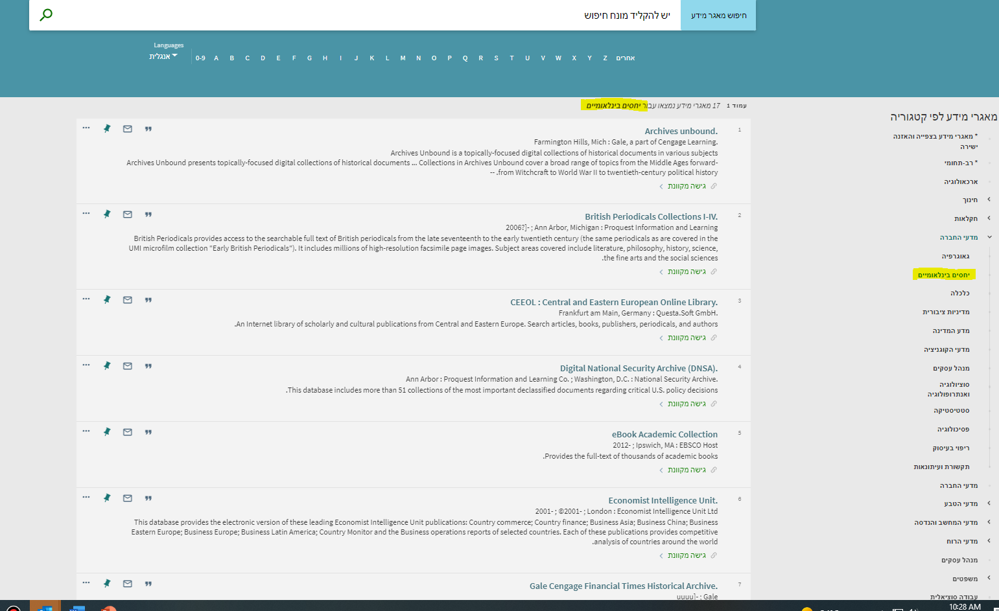 חיפוש מאגר מידע
יש להקליד מונח חיפוש
Languages
אנגלית
0-9 A B C D E F G H I J K L M N O P Q R S T U V W X Y Z אחרים
עמוד 1 17 מאגרי מידע נמצאו עבור יחסים בינלאומיים
מאגרי מידע לפי קטגוריה
* מאגרי מידע בצפייה והאזנה
ישירה
* רב-תחומי
ארכאולוגיה
חינוך
חקלאות
מדעי החברה
גאוגרפיה
יחסים בינלאומיים
כלכלה
מדיניות ציבורית
מדע המדינה
מדעי הקוגניציה
מנהל עסקים
סוציולוגיה
ואנתרופולוגיה
סטטיסטיקה
פסיכולוגיה
ריפוי בעיסוק
תקשורת ועיתונאות
מדעי החברה
מדעי הטבע
מדעי המחשב והנדסה
מדעי הרוח
מנהל עסקים
משפטים
עבודה סוציאלית
1
Archives unbound.
Farmington Hills, Mich : Gale, a part of Cengage Learning.
Archives Unbound is a topically-focused digital collections of historical documents in various subjects
Archives Unbound presents topically-focused digital collections of historical documents ... Collections in Archives Unbound cover a broad range of topics from the Middle Ages forward-
-- .from Witchcraft to World War II to twentieth-century political history
גישה מקוונת
2
British Periodicals Collections I-IV.
2006?]- ; Ann Arbor, Michigan : Proquest Information and Learning
British Periodicals provides access to the searchable full text of British periodicals from the late seventeenth to the early twentieth century (the same periodicals as are covered in the
UMI microfilm collection "Early British Periodicals"). It includes millions of high-resolution facsimile page images. Subject areas covered include literature, philosophy, history, science,
.the fine arts and the social sciences
גישה מקוונת
3
CEEOL : Central and Eastern European Online Library.
Frankfurt am Main, Germany : Questa.Soft GmbH.
.An Internet library of scholarly and cultural publications from Central and Eastern Europe. Search articles, books, publishers, periodicals, and authors
גישה מקוונת
4
Digital National Security Archive (DNSA).
Ann Arbor : Proquest Information and Learning Co. ; Washington, D.C. : National Security Archive.
.This database includes more than 51 collections of the most important declassified documents regarding critical U.S. policy decisions
גישה מקוונת
5
eBook Academic Collection
2012- ; Ipswich, MA : EBSCO Host
.Provides the full-text of thousands of academic books
גישה מקוונת
6
Economist Intelligence Unit.
2001- ; ©2001- ; London : Economist Intelligence Unit Ltd
This database provides the electronic version of these leading Economist Intelligence Unit publications: Country commerce; Country finance; Business Asia; Business China; Business
Eastern Europe; Business Europe; Business Latin America; Country Monitor and the Business operations reports of selected countries. Each of these publications provides competitive
.analysis of countries around the world
גישה מקוונת
7
Gale Cengage Financial Times Historical Archive.
uuuu]- ; Gale
10:28 AM